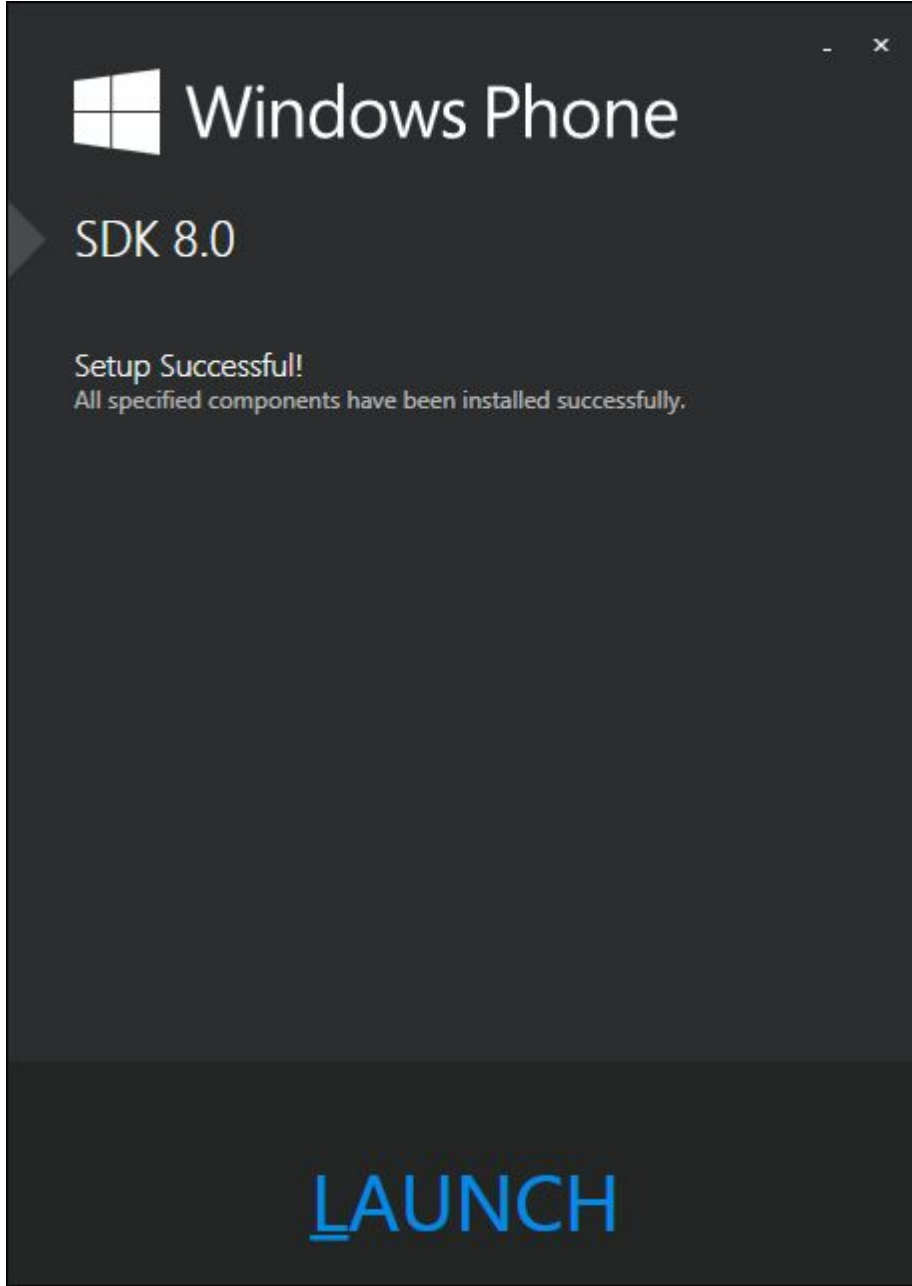 Windows Phone
SDK 8.0
Setup Successful!
All specified components have been installed successfully.
LAUNCH